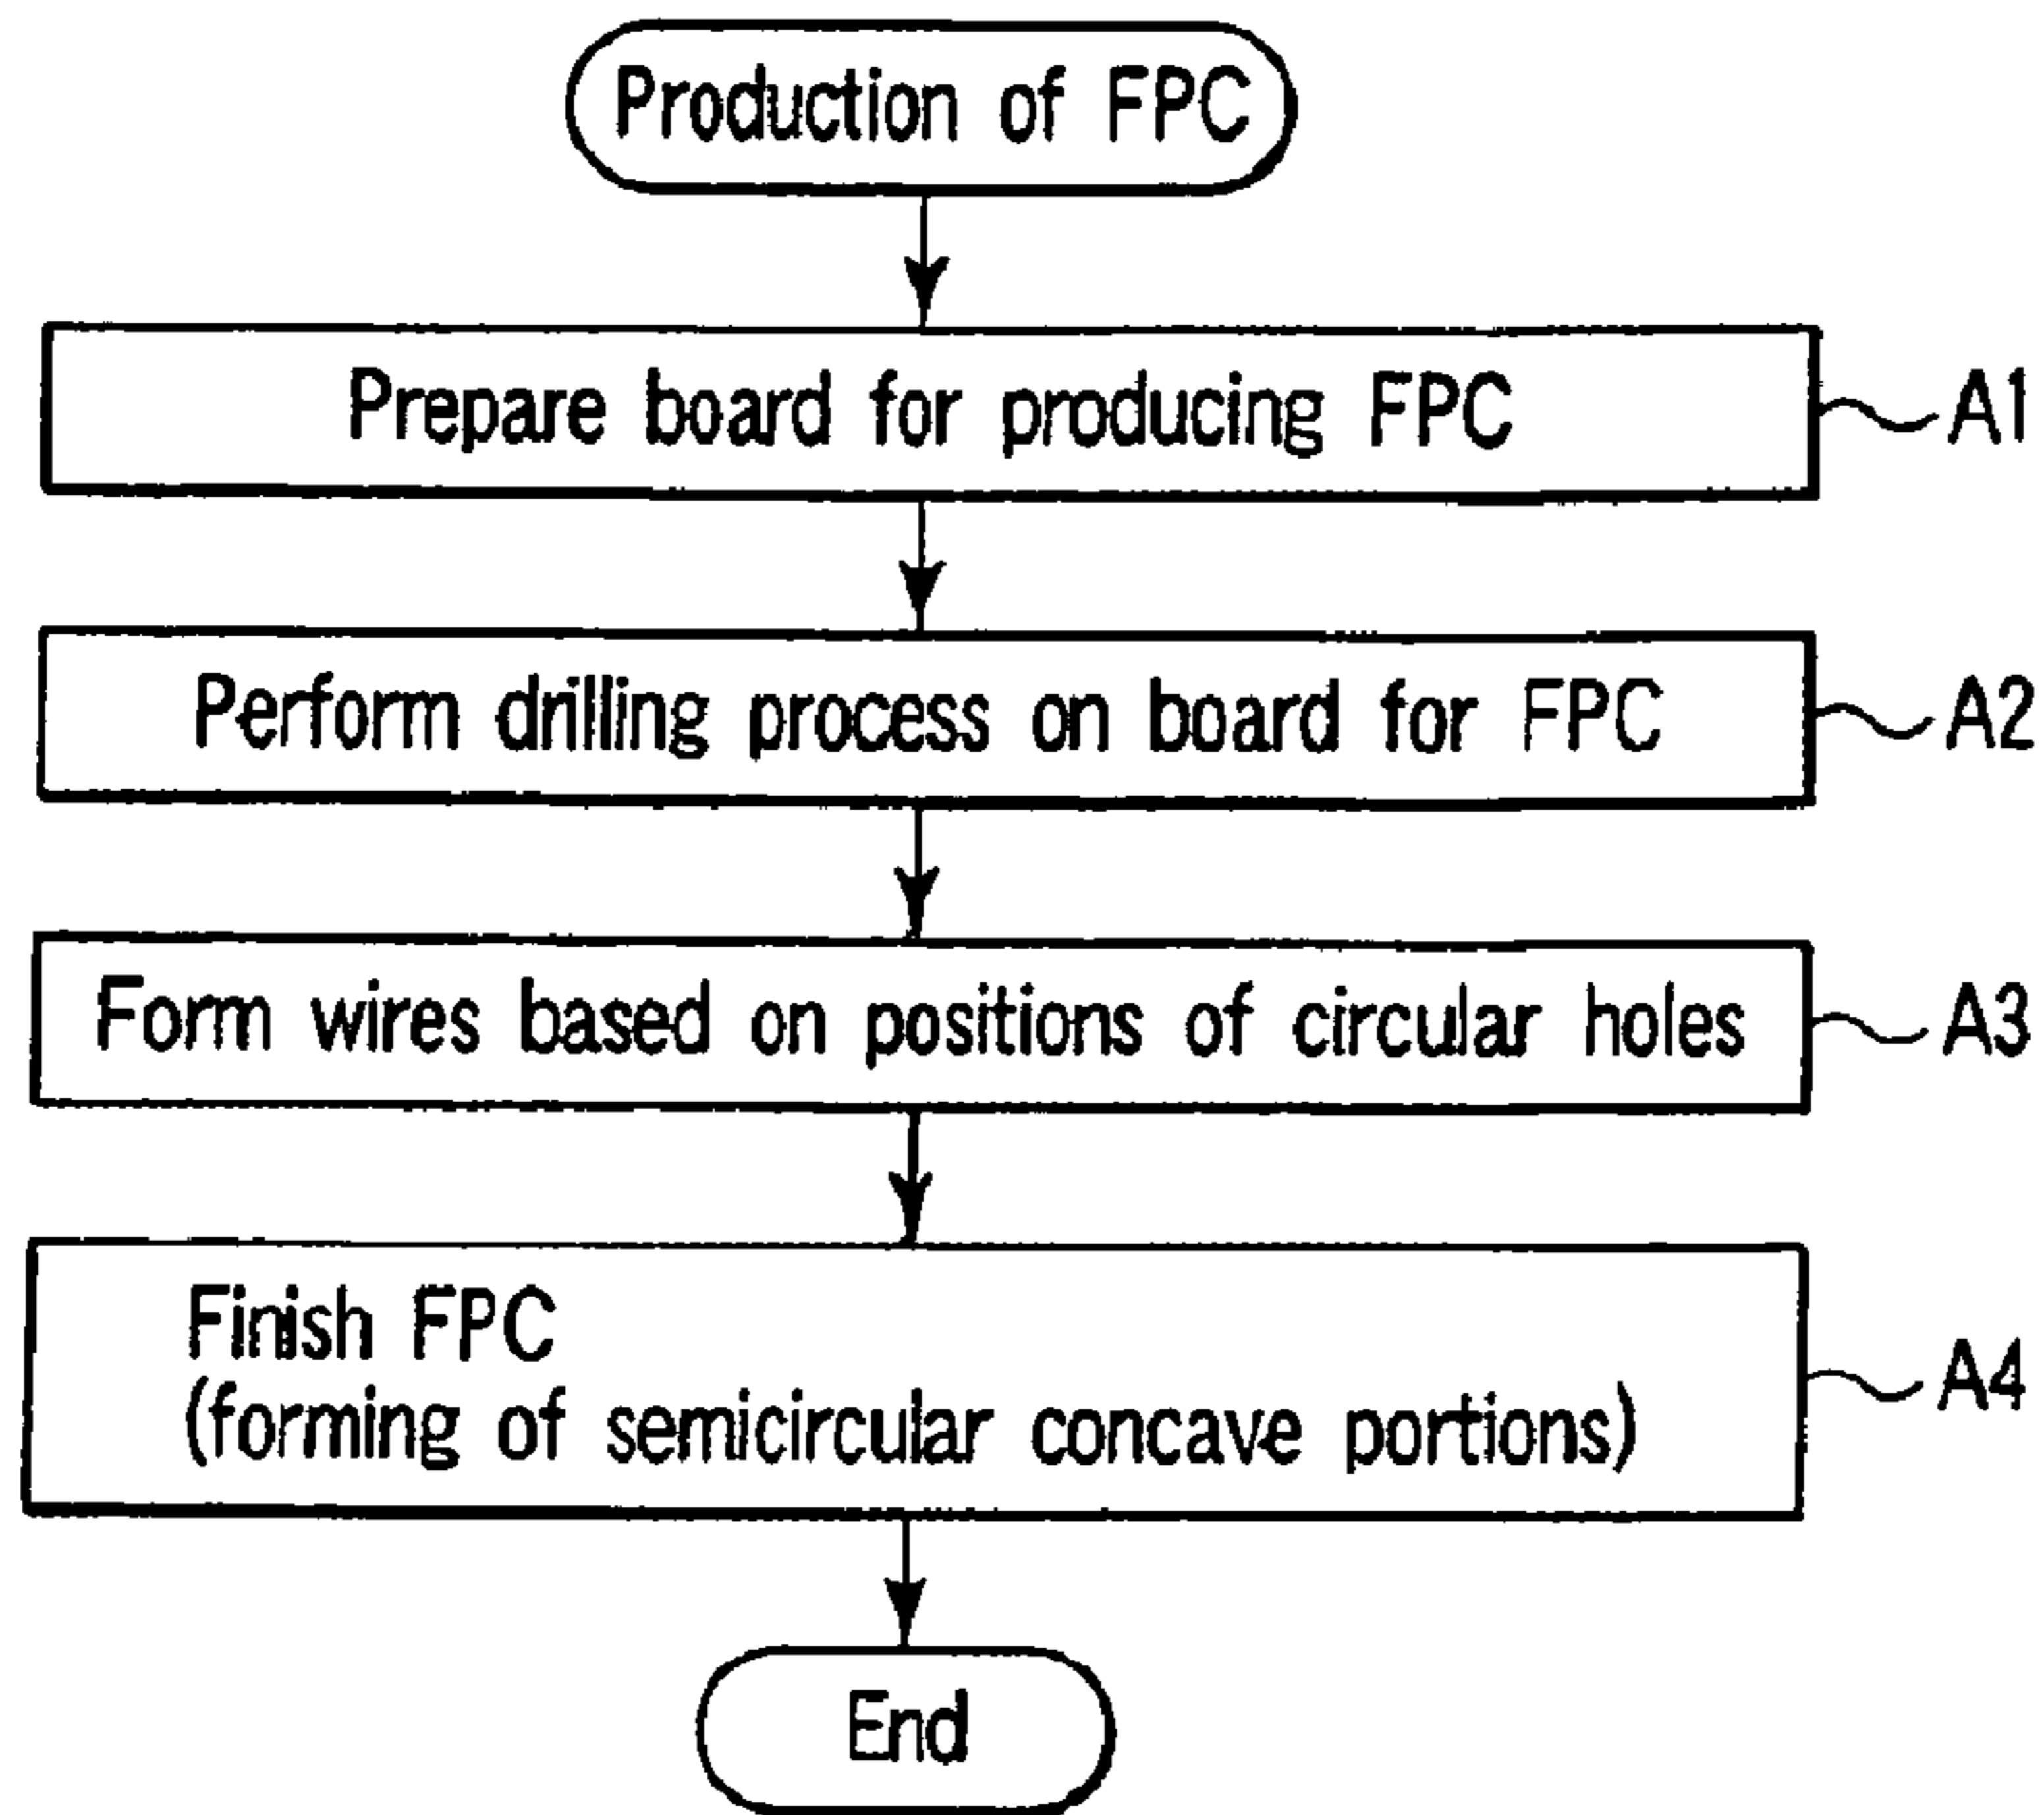 Production of FPC
Prepare board for producing FPC
A1
Perform drilling process on board for FPC
A2
Form wires based on positions of circular holes
A3
Finish FPC
(forming of semicircular concave portions)
A4
End